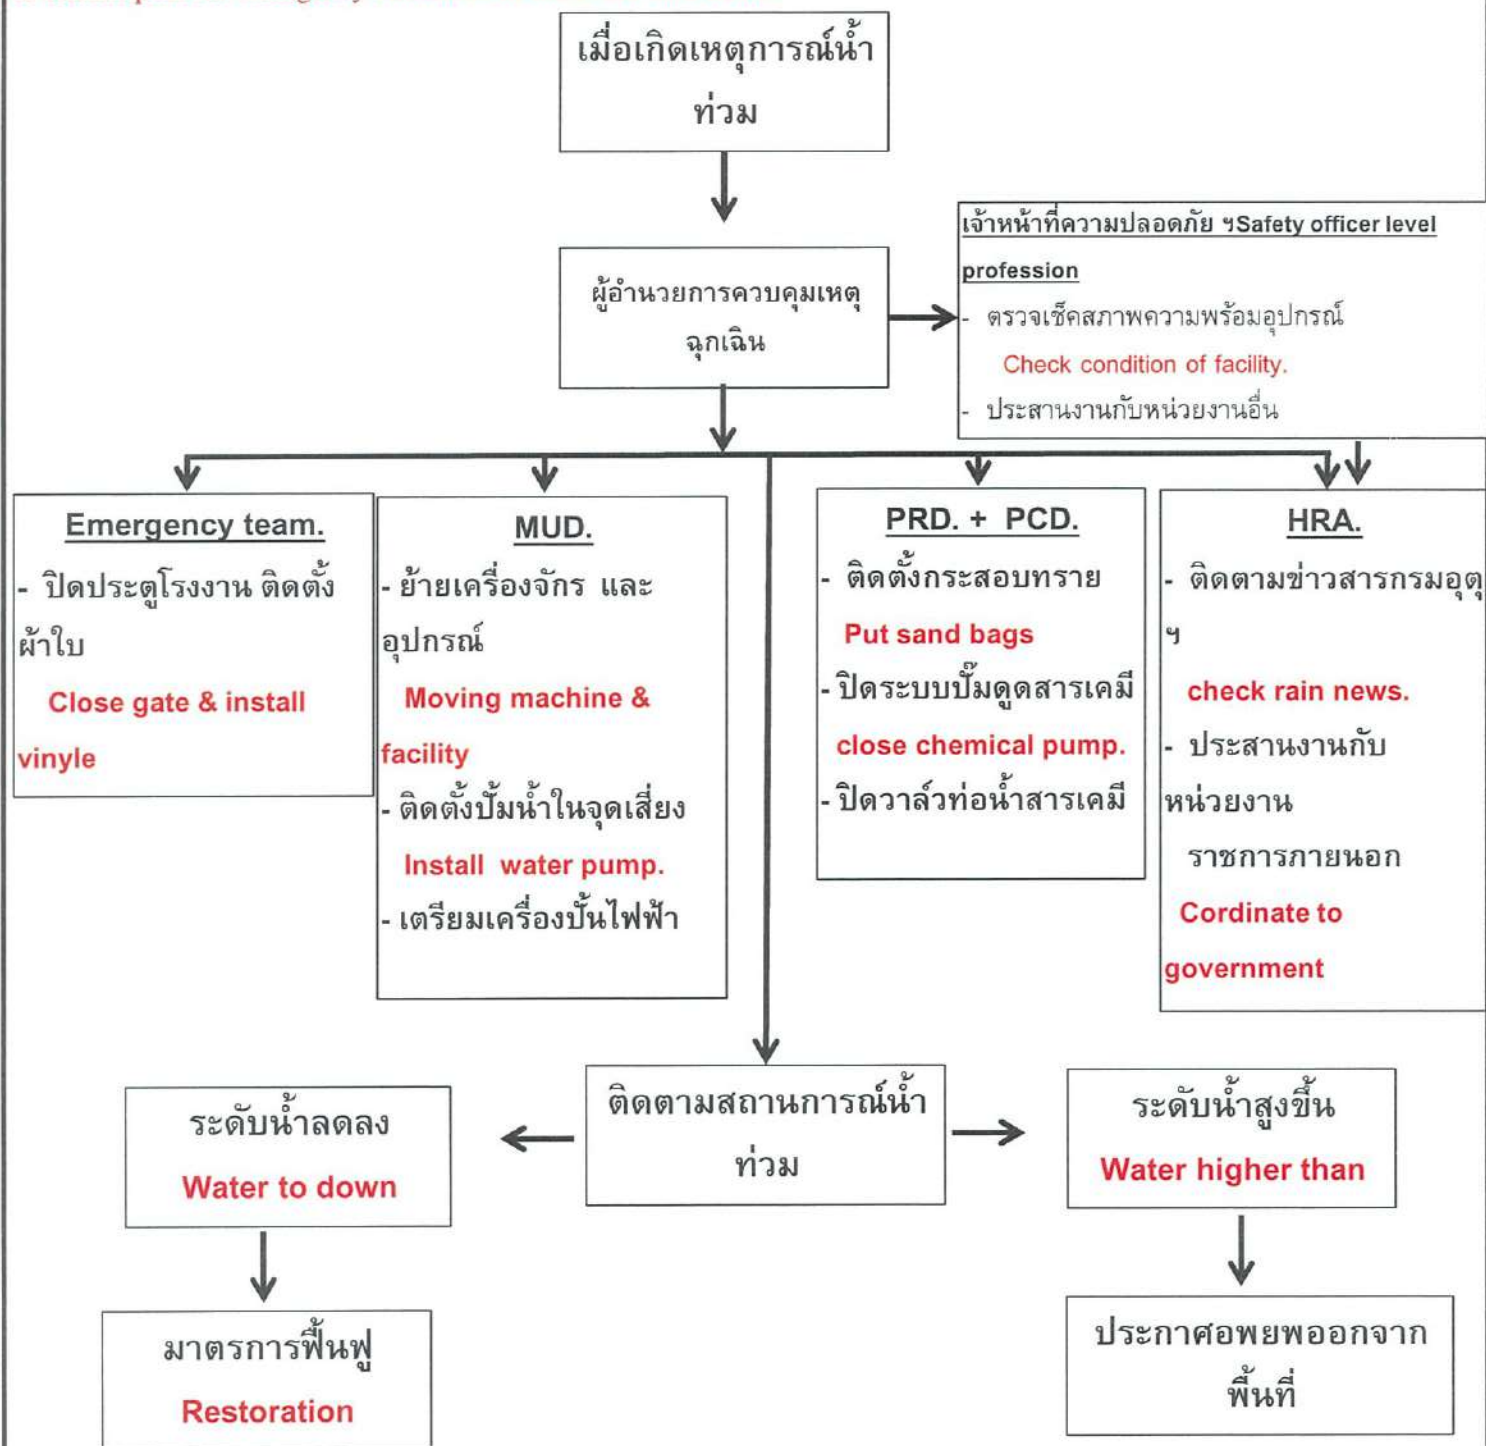 เมื่อเกิดเหตุการณ์น้ำ
ท่วม
ผู้อำนวยการควบคุมเหตุ
ฉุกเฉิน
เจ้าหน้าที่ความปลอดภัย ฯSafety officer level
profession
- ตรวจเช็คสภาพความพร้อมอุปกรณ์
Check condition of facility.
- ประสานงานกับหน่วยงานอื่น
Emergency team.
- ปิดประตูโรงงาน ติดตั้ง
ผ้าใบ
Close gate & install
vinyle
MUD.
- ย้ายเครื่องจักร และ
อุปกรณ์
Moving machine &
facility
- ติดตั้งปั้มน้ำในจุดเสี่ยง
Install water pump.
- เตรียมเครื่องปั้นไฟฟ้า
PRD. + PCD.
- ติดตั้งกระสอบทราย
Put sand bags
- ปิดระบบปั๊มดูดสารเคมี
close chemical pump.
- ปิดวาล์วท่อน้ำสารเคมี
HRA.
- ติดตามข่าวสารกรมอุตุ
ฯ
check rain news.
- ประสานงานกับ
หน่วยงาน
ราชการภายนอก
Cordinate to
government
ระดับน้ำลดลง
Water to down
ติดตามสถานการณ์น้ำ
ท่วม
ระดับน้ำสูงขึ้น
Water higher than
มาตรการฟื้นฟู
Restoration
ประกาศอพยพออกจาก
พื้นที่